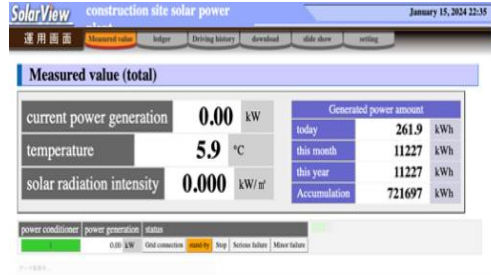 SolarView construction site solar power January 15, 2024 22:35
運用画面 Measured value ledger Driving history download slide show setting
Measured value (total)
current power generation 0.00 kW
temperature 5.9 ℃
solar radiation intensity 0.000 kW/㎡
Generated power amount
today 261.9 kWh
this month 11227 kWh
this year 11227 kWh
Accumulation 721697 kWh
power conditioner power generation status
1 0.00 kW Grid connection stand-by Stop Serious failure Minor failure